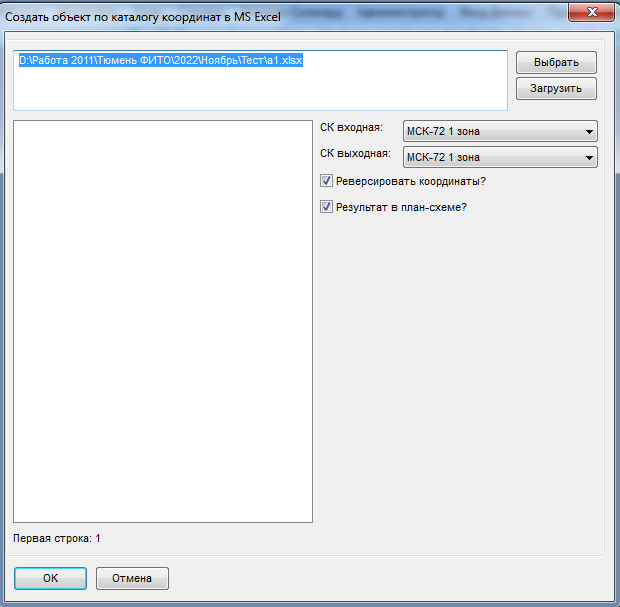 Создать объект по каталогу координат в MS Excel
D:\Работа 2011\Тюмень ФИТО\2022\Ноябрь\Тест\a1.xlsx
Выбрать
Загрузить
СК входная: МСК-72 1 зона
СК выходная: МСК-72 1 зона
Реверсировать координаты?
Результат в план-схеме?
Первая строка: 1
OK
Отмена